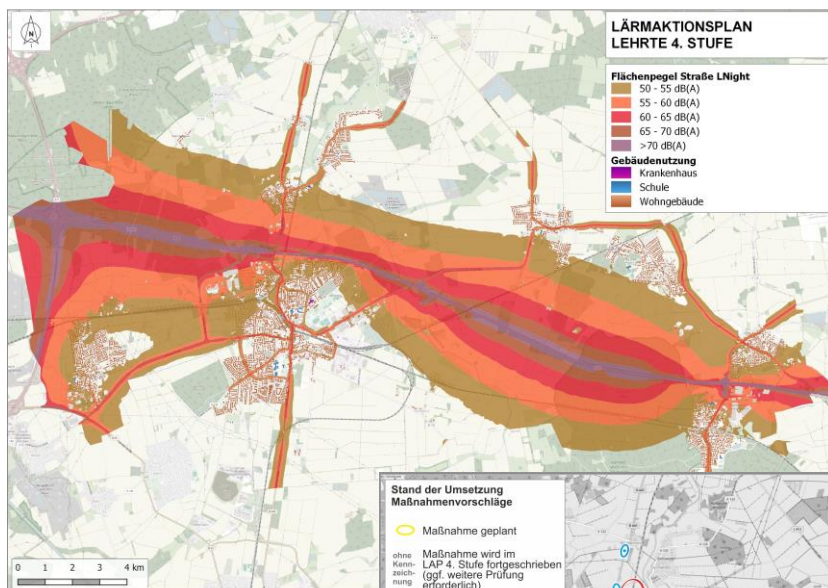 N
LÄRMAKTIONSPLAN
LEHRTE 4. STUFE
Flächenpegel Straße LNight
50 - 55 dB(A)
55 - 60 dB(A)
60 - 65 dB(A)
65 - 70 dB(A)
>70 dB(A)
Gebäudenutzung
Krankenhaus
Schule
Wohngebäude
0 1 2 3 4 km
Stand der Umsetzung
Maßnahmenvorschläge
Maßnahme geplant
ohne Maßnahme wird im
Kenn- LAP 4. Stufe fortgeschrieben
zeich- (ggf. weitere Prüfung
nung erforderlich)